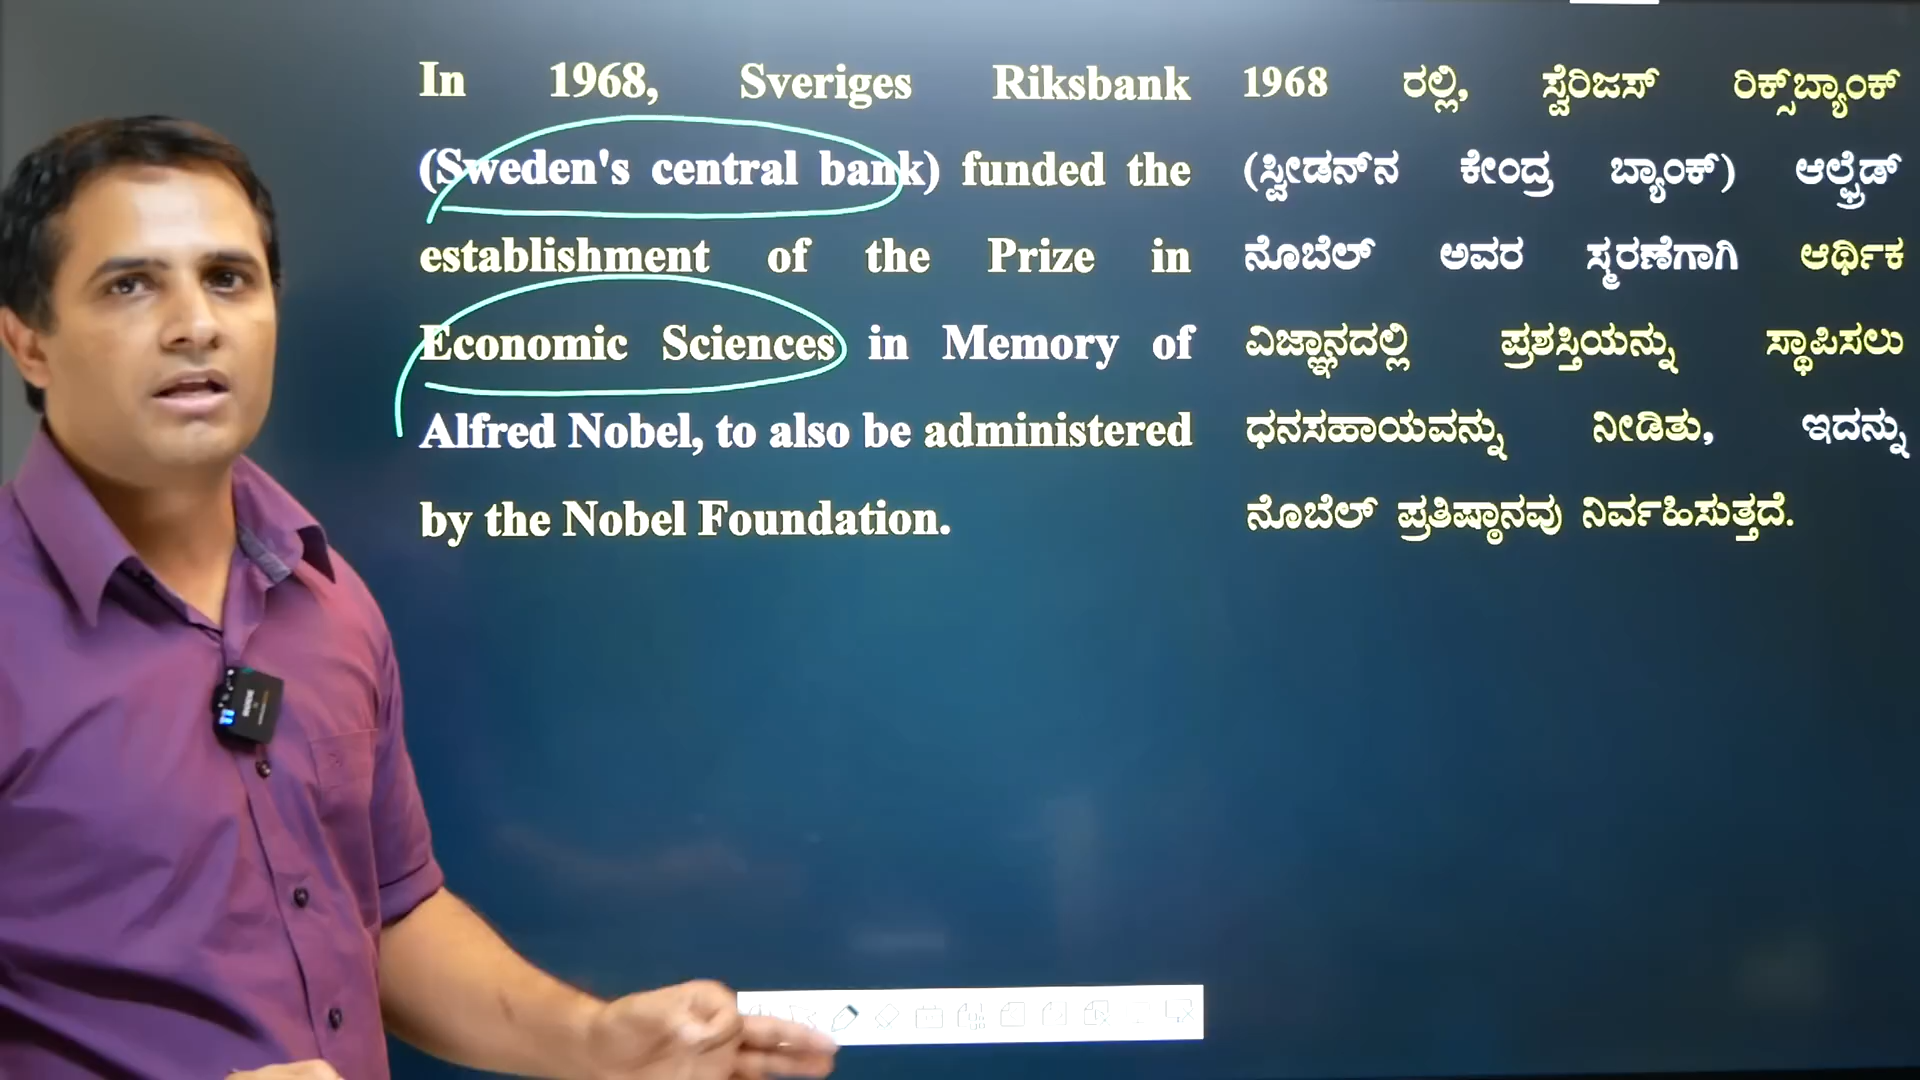 In 1968, Sveriges Riksbank
(Sweden's central bank) funded the
establishment of the Prize in
Economic Sciences in Memory of
Alfred Nobel, to also be administered
by the Nobel Foundation.
1968 ರಲ್ಲಿ, ಸ್ವೆರಿಜಸ್ ರಿಕ್ಸ್‌ಬ್ಯಾಂಕ್
(ಸ್ವೀಡನ್‌ನ ಕೇಂದ್ರ ಬ್ಯಾಂಕ್) ಆಲ್ಫ್ರೆಡ್
ನೊಬೆಲ್ ಅವರ ಸ್ಮರಣೆಗಾಗಿ ಆರ್ಥಿಕ
ವಿಜ್ಞಾನದಲ್ಲಿ ಪ್ರಶಸ್ತಿಯನ್ನು ಸ್ಥಾಪಿಸಲು
ಧನಸಹಾಯವನ್ನು ನೀಡಿತು, ಇದನ್ನು
ನೊಬೆಲ್ ಪ್ರತಿಷ್ಠಾನವು ನಿರ್ವಹಿಸುತ್ತದೆ.